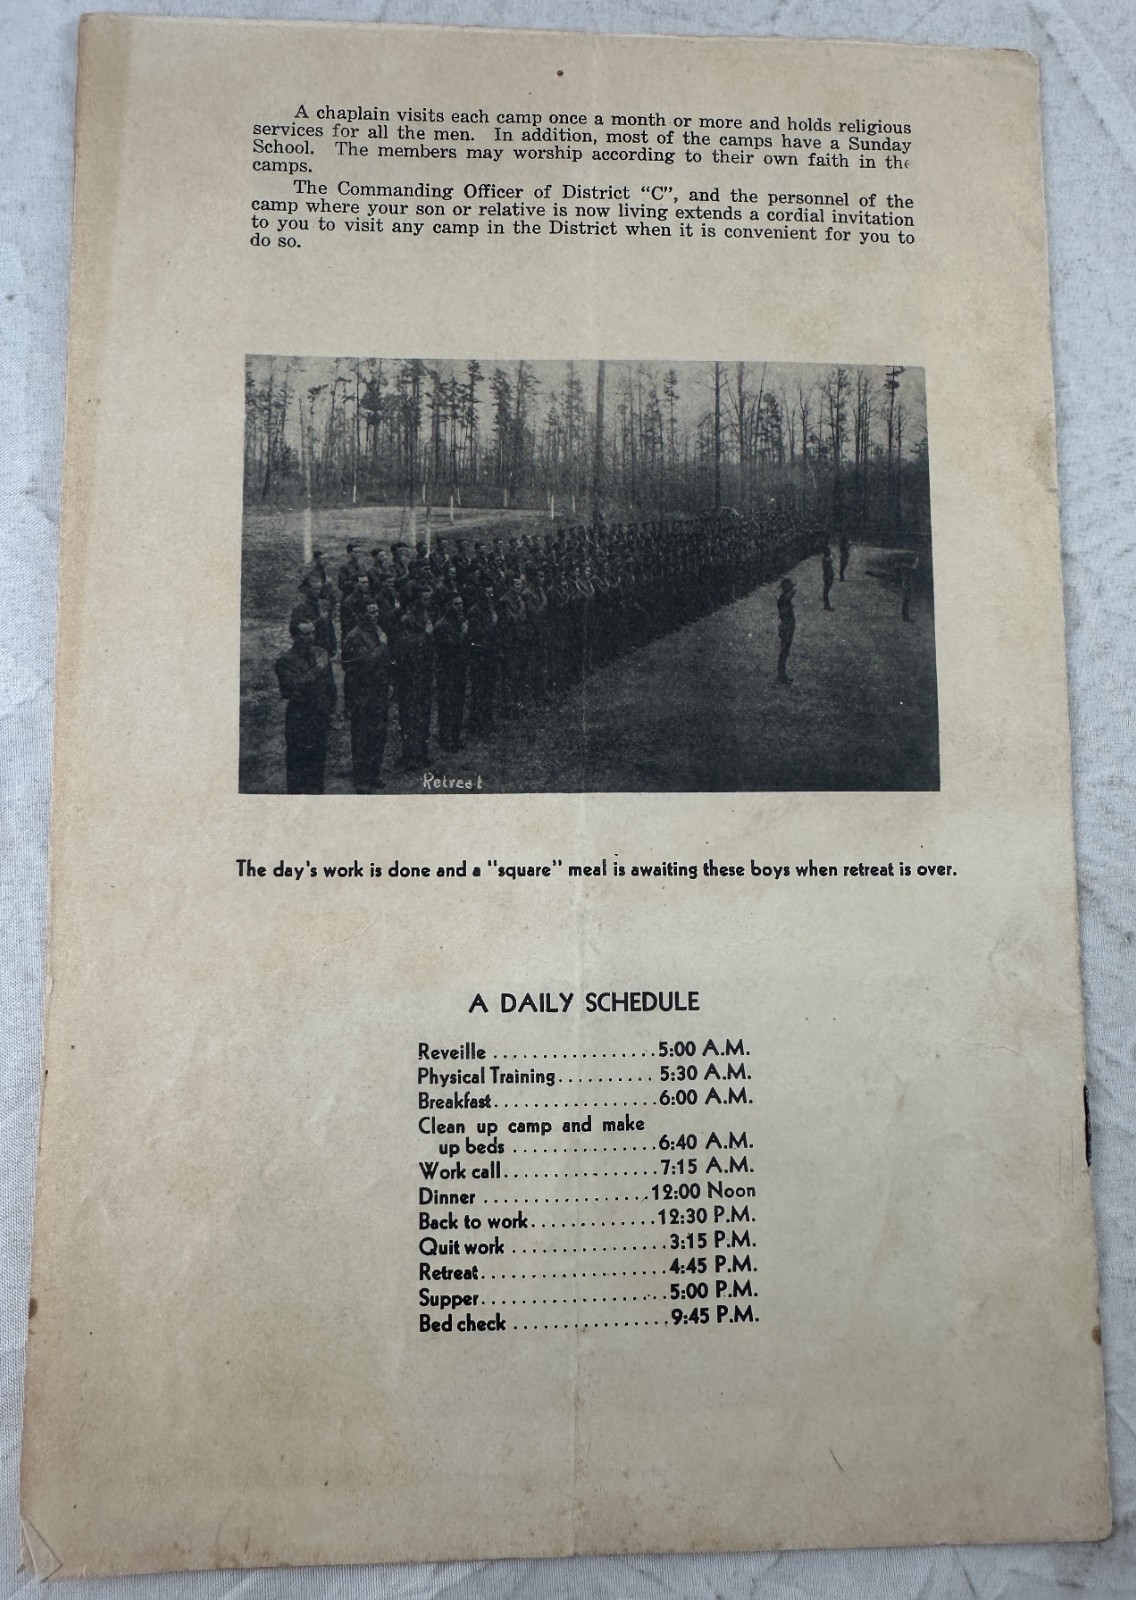 A chaplain visits each camp once a month or more and holds religious
services for all the men. In addition, most of the camps have a Sunday
School. The members may worship according to their own faith in the
camps.
The Commanding Officer of District "C", and the personnel of the
camp where your son or relative is now living extends a cordial invitation
to you to visit any camp in the District when it is convenient for you to
do so.
Retreat
The day's work is done and a "square" meal is awaiting these boys when retreat is over.
A DAILY SCHEDULE
Reveille ................. 5:00 A.M.
Physical Training .......... 5:30 A.M.
Breakfast ................. 6:00 A.M.
Clean up camp and make
up beds ............... 6:40 A.M.
Work call ................ 7:15 A.M.
Dinner ................. 12:00 Noon
Back to work ............. 12:30 P.M.
Quit work ................ 3:15 P.M.
Retreat ................... 4:45 P.M.
Supper ................... 5:00 P.M.
Bed check ................ 9:45 P.M.